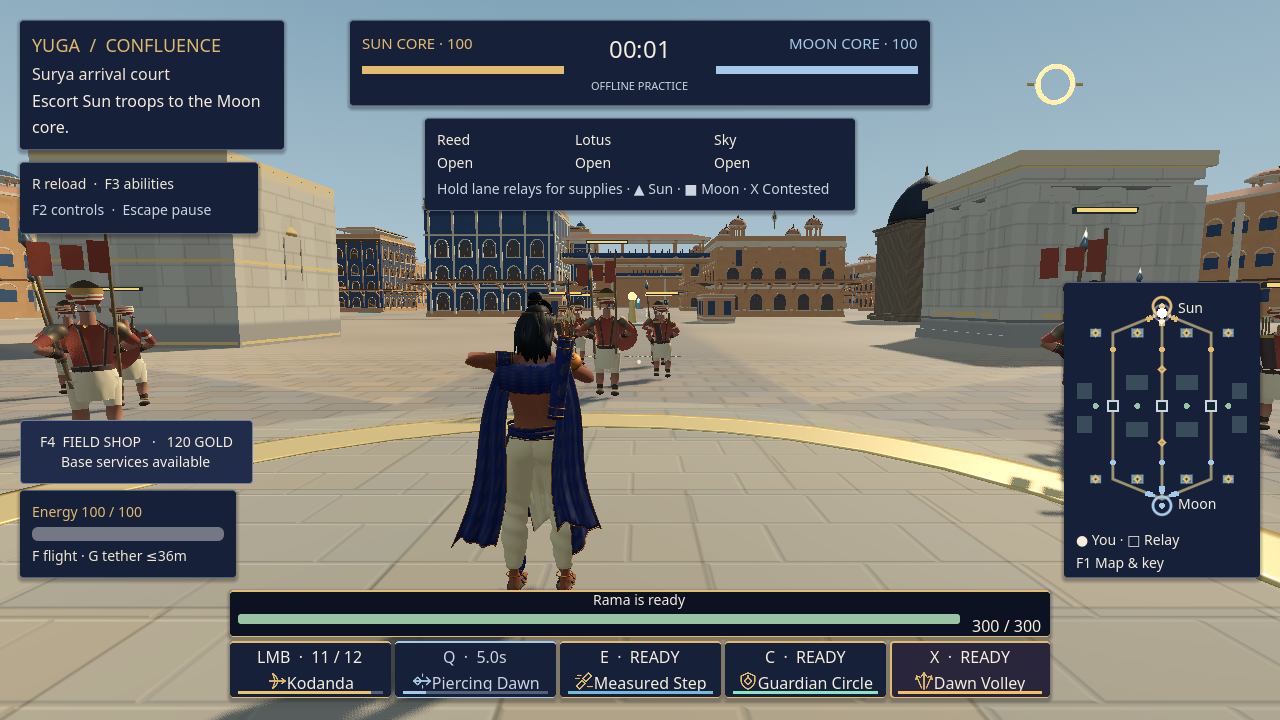 YUGA / CONFLUENCE
Surya arrival court
Escort Sun troops to the Moon
core.
SUN CORE · 100
00:01
MOON CORE · 100
OFFLINE PRACTICE
R reload · F3 abilities
F2 controls · Escape pause
Reed Lotus Sky
Open Open Open
Hold lane relays for supplies · ▲ Sun · ■ Moon · X Contested
Sun
Moon
● You · □ Relay
F1 Map & key
F4 FIELD SHOP · 120 GOLD
Base services available
Energy 100 / 100
F flight · G tether ≤36m
Rama is ready
300 / 300
LMB · 11 / 12
Kodanda
Q · 5.0s
Piercing Dawn
E · READY
Measured Step
C · READY
Guardian Circle
X · READY
Dawn Volley